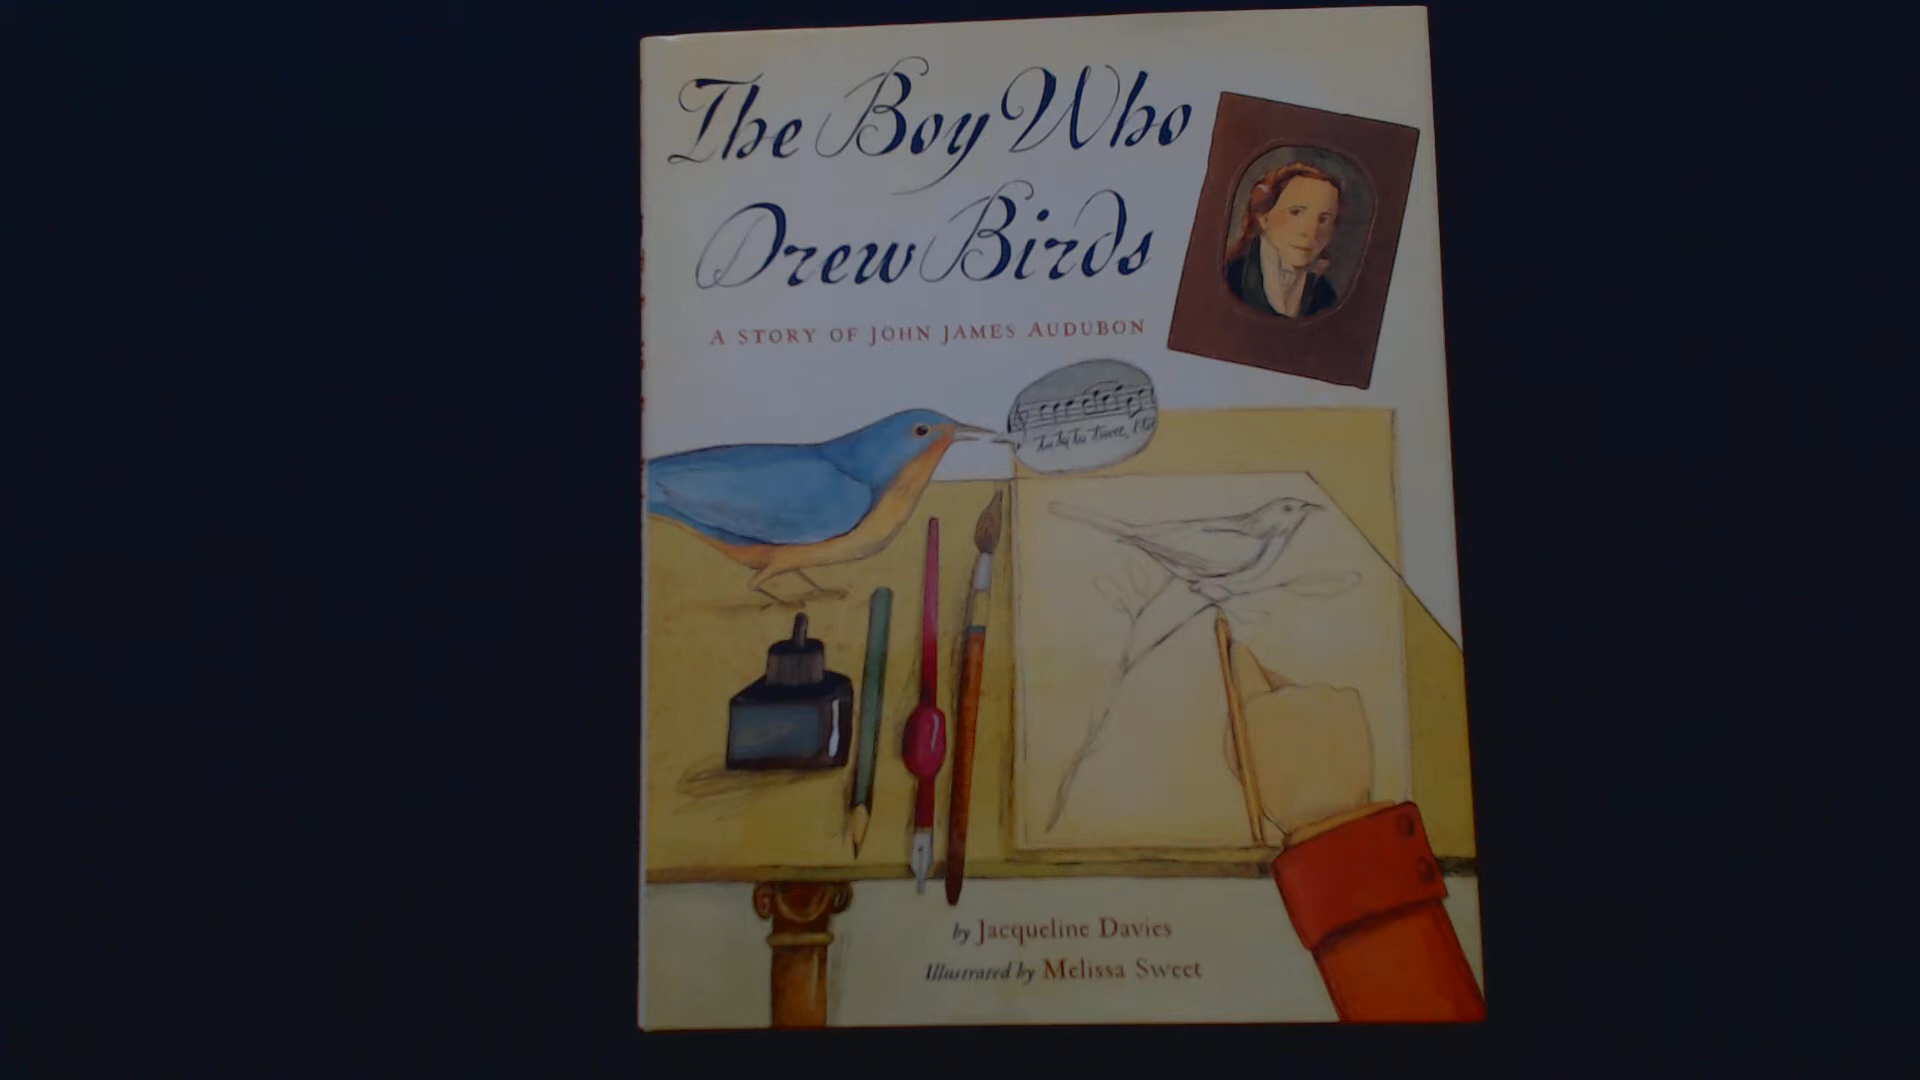 The Boy Who
Drew Birds
A STORY OF JOHN JAMES AUDUBON
by Jacqueline Davies
Illustrated by Melissa Sweet